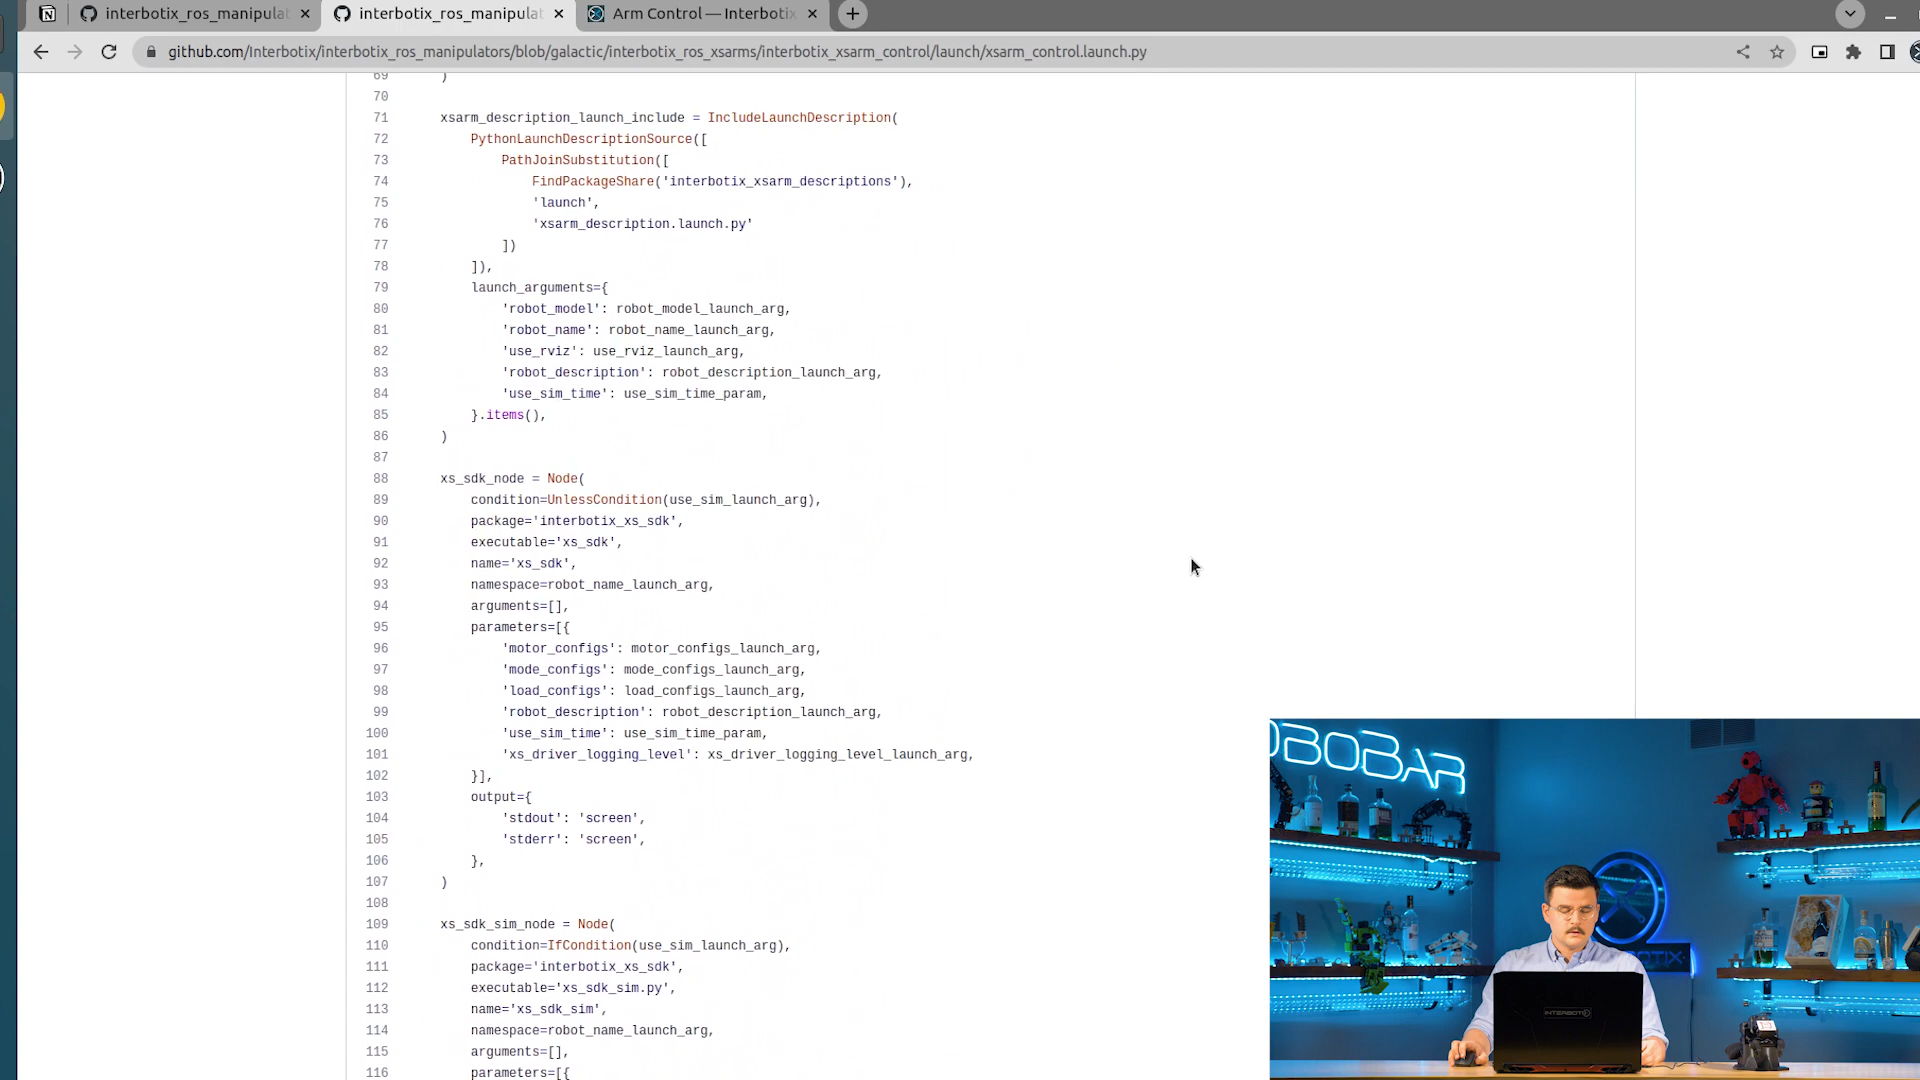 interbotix_ros_manipulat
interbotix_ros_manipulat
Arm Control — Interbotix
github.com/Interbotix/interbotix_ros_manipulators/blob/galactic/interbotix_ros_xsarms/interbotix_xsarm_control/launch/xsarm_control.launch.py
69 )
70
71 xsarm_description_launch_include = IncludeLaunchDescription(
72 PythonLaunchDescriptionSource([
73 PathJoinSubstitution([
74 FindPackageShare('interbotix_xsarm_descriptions'),
75 'launch',
76 'xsarm_description.launch.py'
77 ])
78 ]),
79 launch_arguments={
80 'robot_model': robot_model_launch_arg,
81 'robot_name': robot_name_launch_arg,
82 'use_rviz': use_rviz_launch_arg,
83 'robot_description': robot_description_launch_arg,
84 'use_sim_time': use_sim_time_param,
85 }.items(),
86 )
87
88 xs_sdk_node = Node(
89 condition=UnlessCondition(use_sim_launch_arg),
90 package='interbotix_xs_sdk',
91 executable='xs_sdk',
92 name='xs_sdk',
93 namespace=robot_name_launch_arg,
94 arguments=[],
95 parameters=[{
96 'motor_configs': motor_configs_launch_arg,
97 'mode_configs': mode_configs_launch_arg,
98 'load_configs': load_configs_launch_arg,
99 'robot_description': robot_description_launch_arg,
100 'use_sim_time': use_sim_time_param,
101 'xs_driver_logging_level': xs_driver_logging_level_launch_arg,
102 }],
103 output={
104 'stdout': 'screen',
105 'stderr': 'screen',
106 },
107 )
108
109 xs_sdk_sim_node = Node(
110 condition=IfCondition(use_sim_launch_arg),
111 package='interbotix_xs_sdk',
112 executable='xs_sdk_sim.py',
113 name='xs_sdk_sim',
114 namespace=robot_name_launch_arg,
115 arguments=[],
116 parameters=[{
OBOBAR
INTERBOTIX